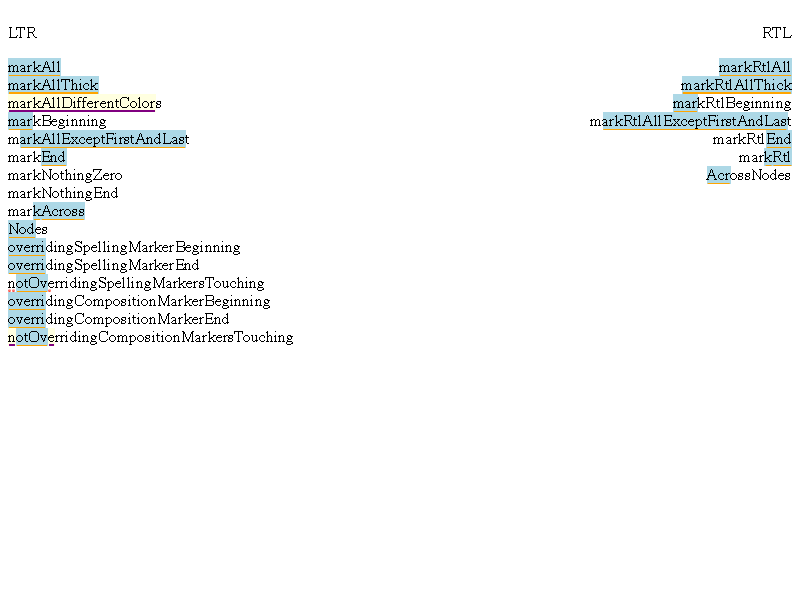 LTR
markAll
markAllThick
markAllDifferentColors
markBeginning
markAllExceptFirstAndLast
markEnd
markNothingZero
markNothingEnd
markAcross
Nodes
overridingSpellingMarkerBeginning
overridingSpellingMarkerEnd
notOverridingSpellingMarkersTouching
overridingCompositionMarkerBeginning
overridingCompositionMarkerEnd
notOverridingCompositionMarkersTouching
RTL
markRtlAll
markRtlAllThick
markRtlBeginning
markRtlAllExceptFirstAndLast
markRtlEnd
markRtl
AcrossNodes